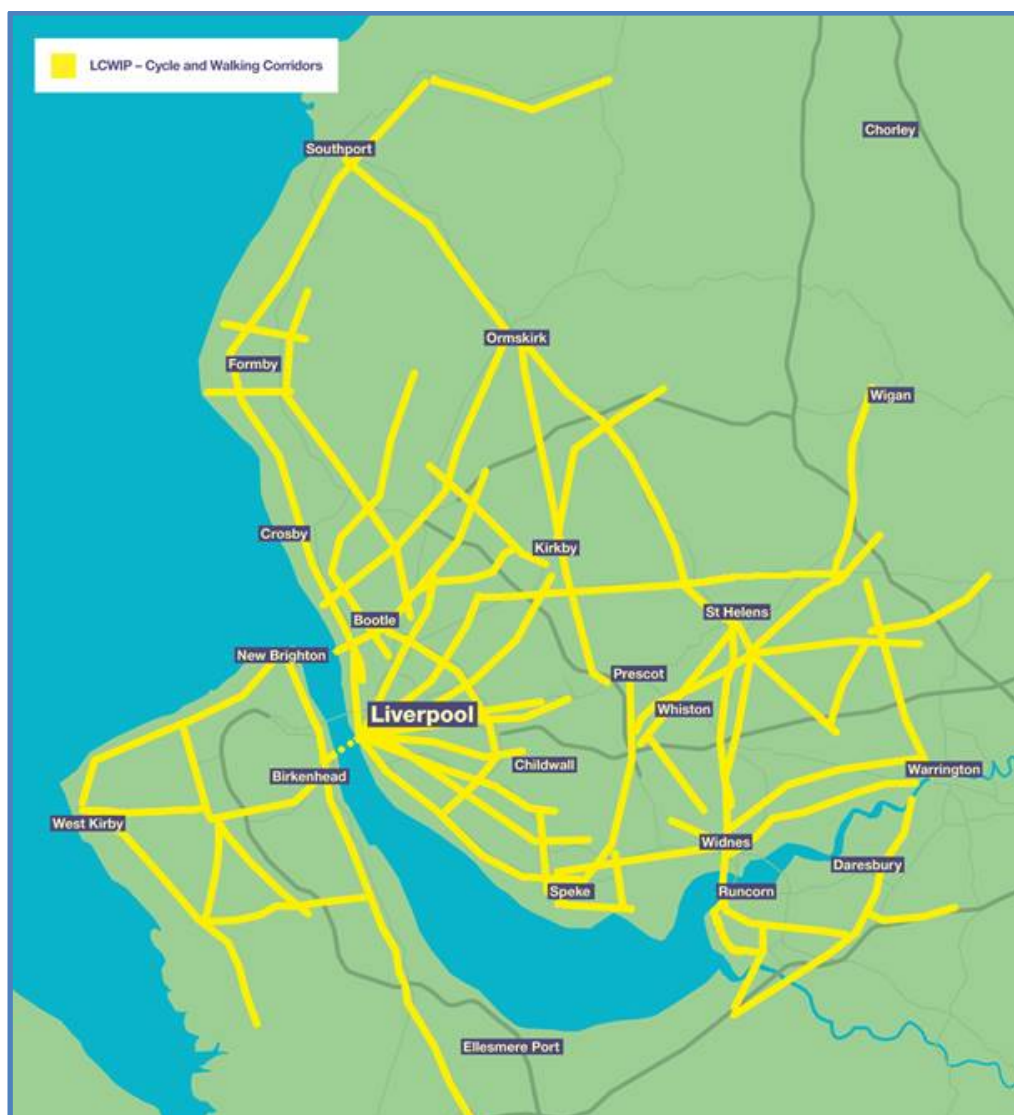 LCWIP – Cycle and Walking Corridors
Chorley
Southport
Ormskirk
Formby
Wigan
Crosby
Kirkby
St Helens
Bootle
New Brighton
Prescot
Liverpool
Whiston
Childwall
Birkenhead
Warrington
West Kirby
Widnes
Daresbury
Speke
Runcorn
Ellesmere Port